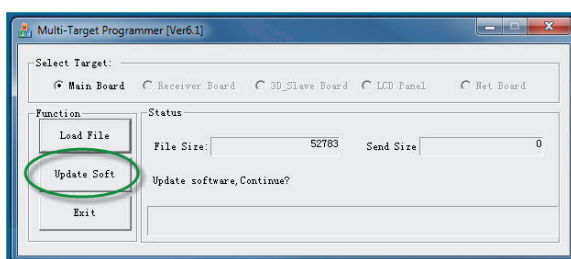 Multi-Target Programmer [Ver6.1]
Select Target:
Main Board Receiver Board 3D_Slave Board LCD Panel Net Board
Function
Status
Load File
File Size: 52783 Send Size 0
Update Soft
Update software,Continue?
Exit